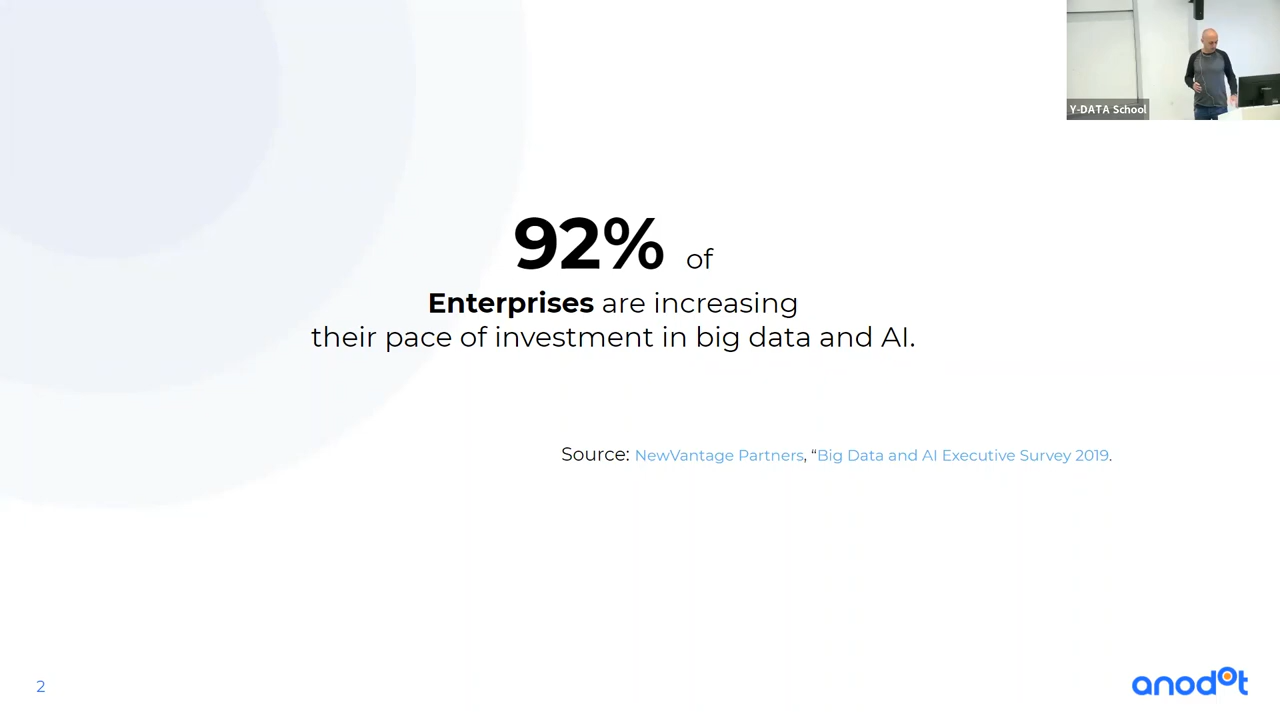 Y-DATA School
92% of
Enterprises are increasing
their pace of investment in big data and AI.
Source: NewVantage Partners, “Big Data and AI Executive Survey 2019.
2
anodot